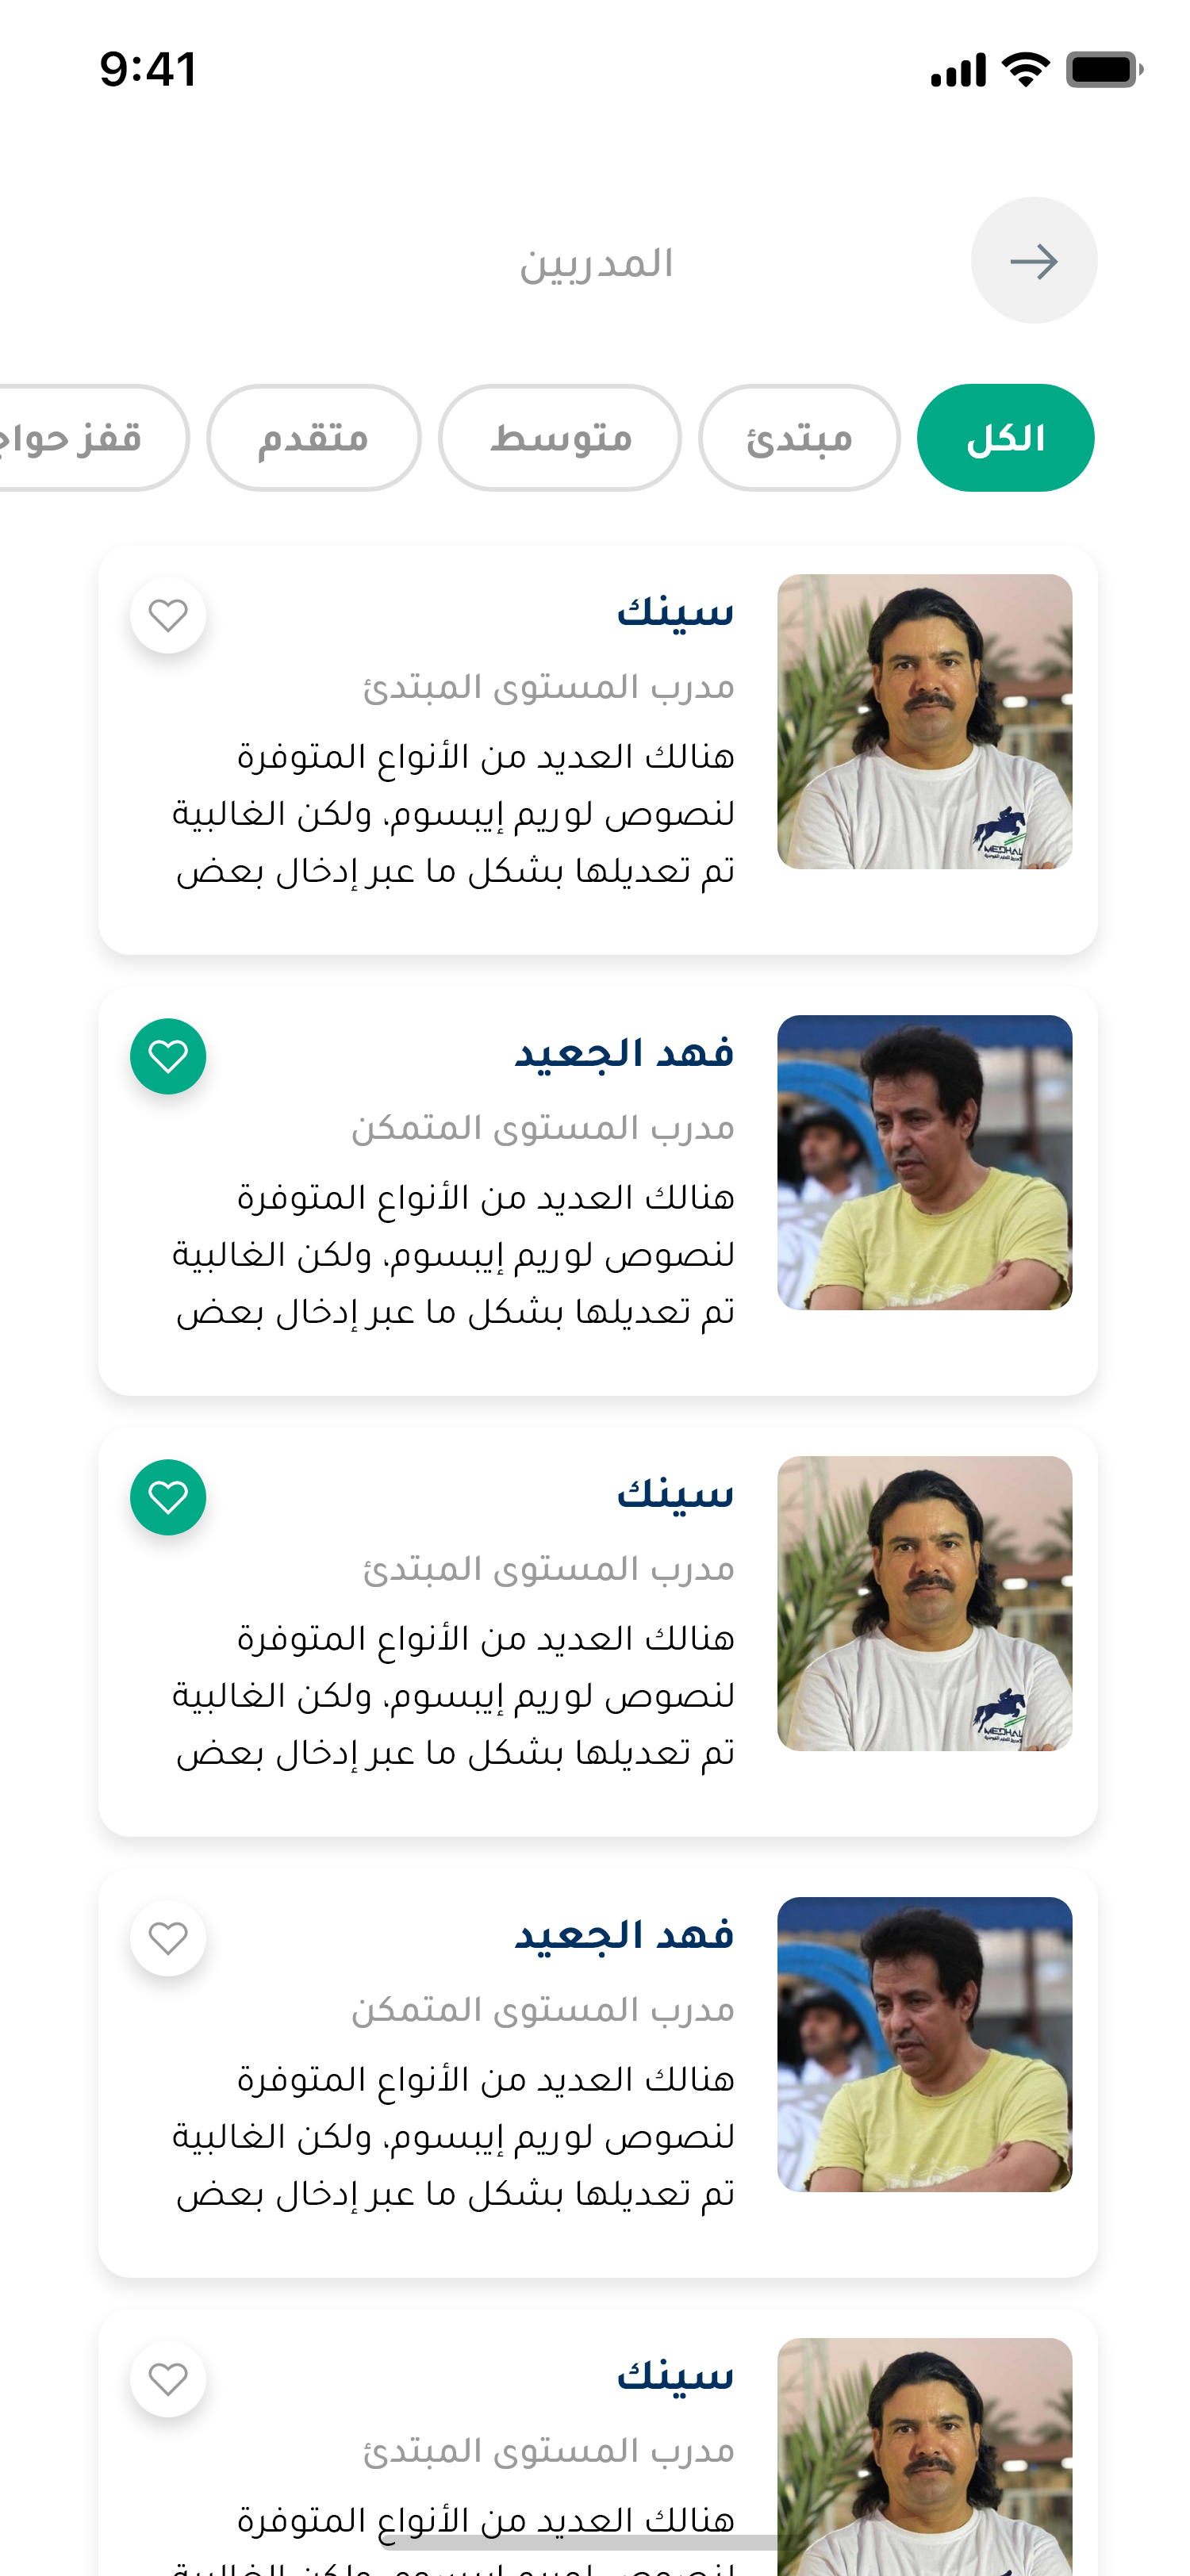 9:41
المدربين
الكل
مبتدئ
متوسط
متقدم
قفز
سينك
مدرب المستوى المبتدئ
هنالك العديد من الأنواع المتوفرة
لنصوص لوريم إيبسوم، ولكن الغالبية
تم تعديلها بشكل ما عبر إدخال بعض
MEDHAL
فهد الجعيد
مدرب المستوى المتمكن
هنالك العديد من الأنواع المتوفرة
لنصوص لوريم إيبسوم، ولكن الغالبية
تم تعديلها بشكل ما عبر إدخال بعض
سينك
مدرب المستوى المبتدئ
هنالك العديد من الأنواع المتوفرة
لنصوص لوريم إيبسوم، ولكن الغالبية
تم تعديلها بشكل ما عبر إدخال بعض
MEDHAL
فهد الجعيد
مدرب المستوى المتمكن
هنالك العديد من الأنواع المتوفرة
لنصوص لوريم إيبسوم، ولكن الغالبية
تم تعديلها بشكل ما عبر إدخال بعض
سينك
مدرب المستوى المبتدئ
هنالك العديد من الأنواع المتوفرة